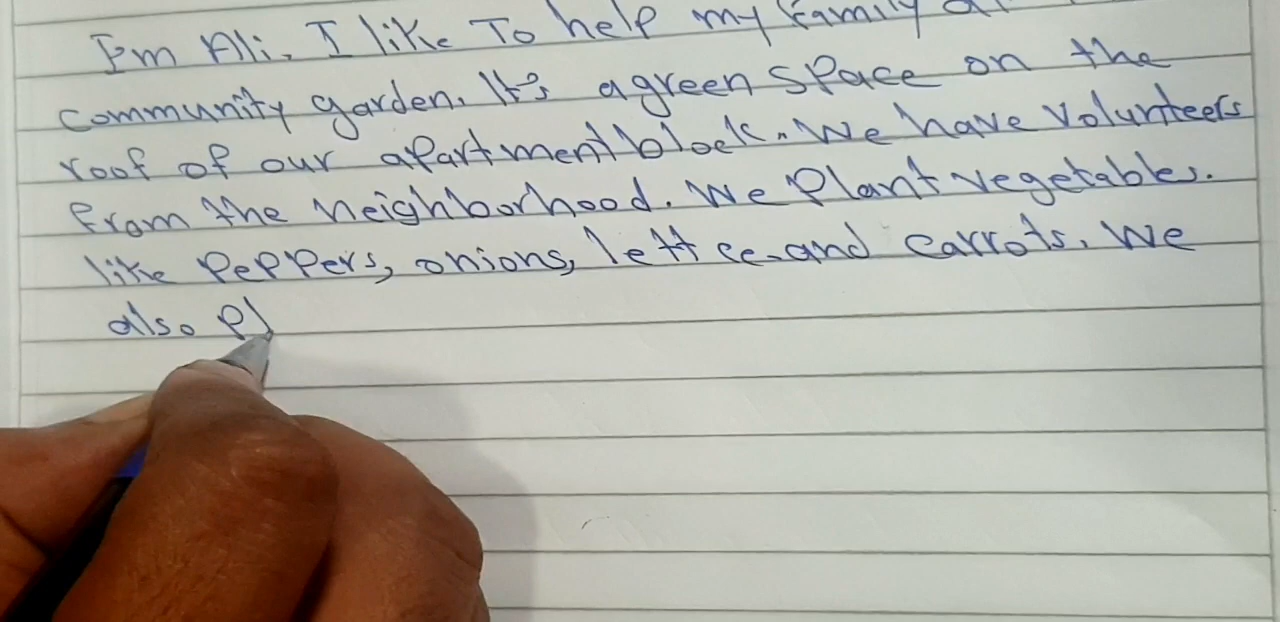 I'm Ali. I like To help my family
community garden. It's a green space on the
roof of our apartment block. We have volunteers
from the neighborhood. We plant vegetables.
like peppers, onions, lettce and carrots. We
also pl